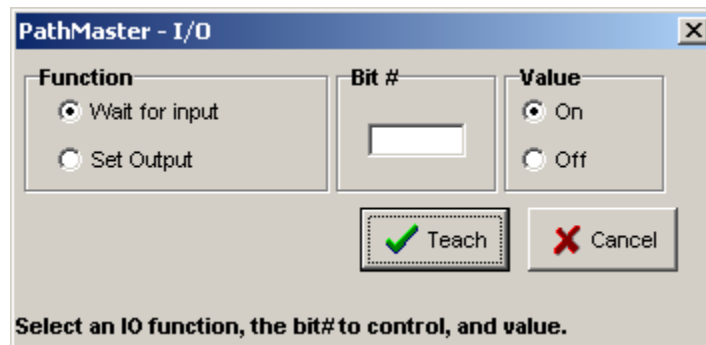 PathMaster - I/O
Function
Wait for input
Set Output
Bit #
Value
On
Off
Teach
Cancel
Select an IO function, the bit# to control, and value.